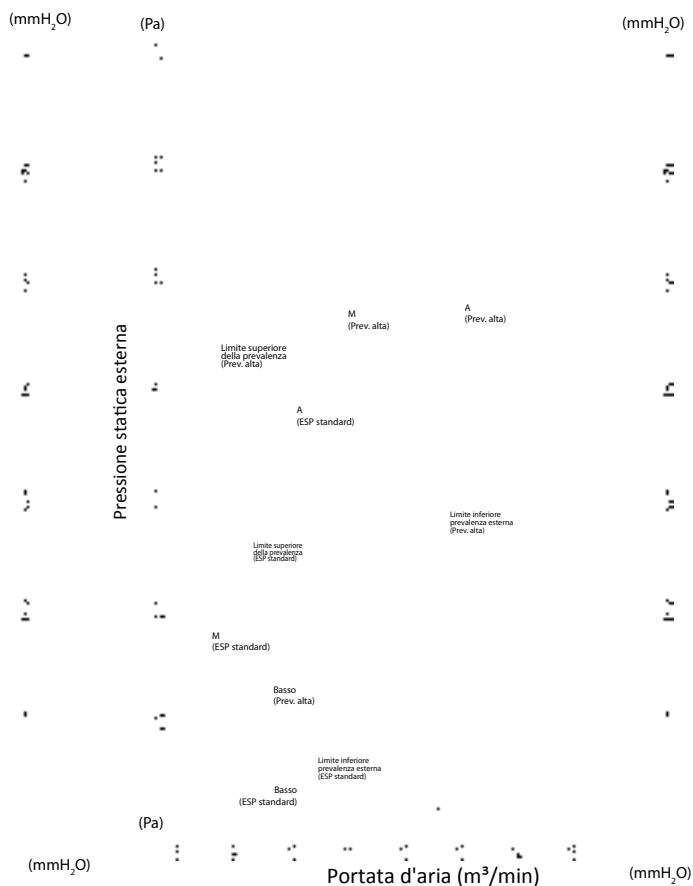 (mmH₂O)
(Pa)
(mmH₂O)
M
(Prev. alta)
A
(Prev. alta)
Limite superiore
della prevalenza
(Prev. alta)
Pressione statica esterna
A
(ESP standard)
Limite inferiore
prevalenza esterna
(Prev. alta)
Limite superiore
della prevalenza
(ESP standard)
M
(ESP standard)
Basso
(Prev. alta)
Limite inferiore
prevalenza esterna
(ESP standard)
Basso
(ESP standard)
(Pa)
(mmH₂O)
Portata d'aria (m³/min)
(mmH₂O)